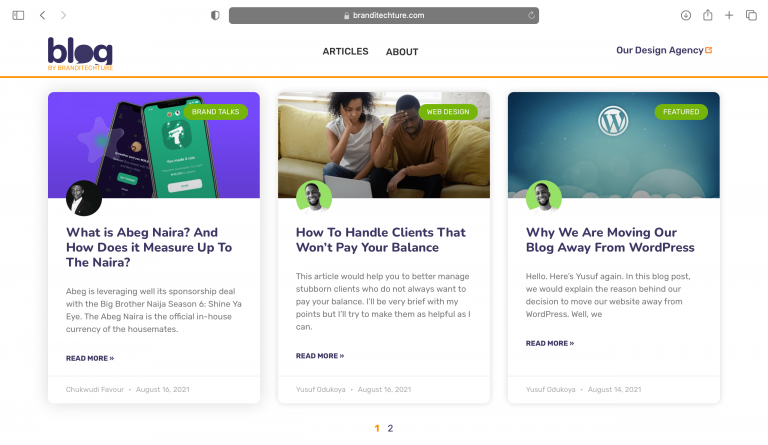 branditechture.com
blog
BY BRANDITECHTURE
ARTICLES ABOUT
Our Design Agency
BRAND TALKS
What is Abeg Naira? And
How Does it Measure Up To
The Naira?
Abeg is leveraging well its sponsorship deal
with the Big Brother Naija Season 6: Shine Ya
Eye. The Abeg Naira is the official in-house
currency of the housemates.
READ MORE »
Chukwudi Favour • August 16, 2021
WEB DESIGN
How To Handle Clients That
Won’t Pay Your Balance
This article would help you to better manage
stubborn clients who do not always want to
pay your balance. I’ll be very brief with my
points but I’ll try to make them as helpful as I
can.
READ MORE »
Yusuf Odukoya • August 16, 2021
FEATURED
Why We Are Moving Our
Blog Away From WordPress
Hello. Here’s Yusuf again. In this blog post,
we would explain the reason behind our
decision to move our website away from
WordPress. Well, we
READ MORE »
Yusuf Odukoya • August 14, 2021
1 2